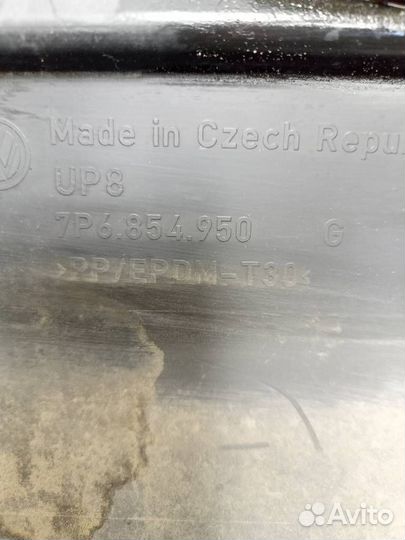 Made in Czech Repu
UP8
7P6.854.950 G
>PP/EPDM-T30<
Avito